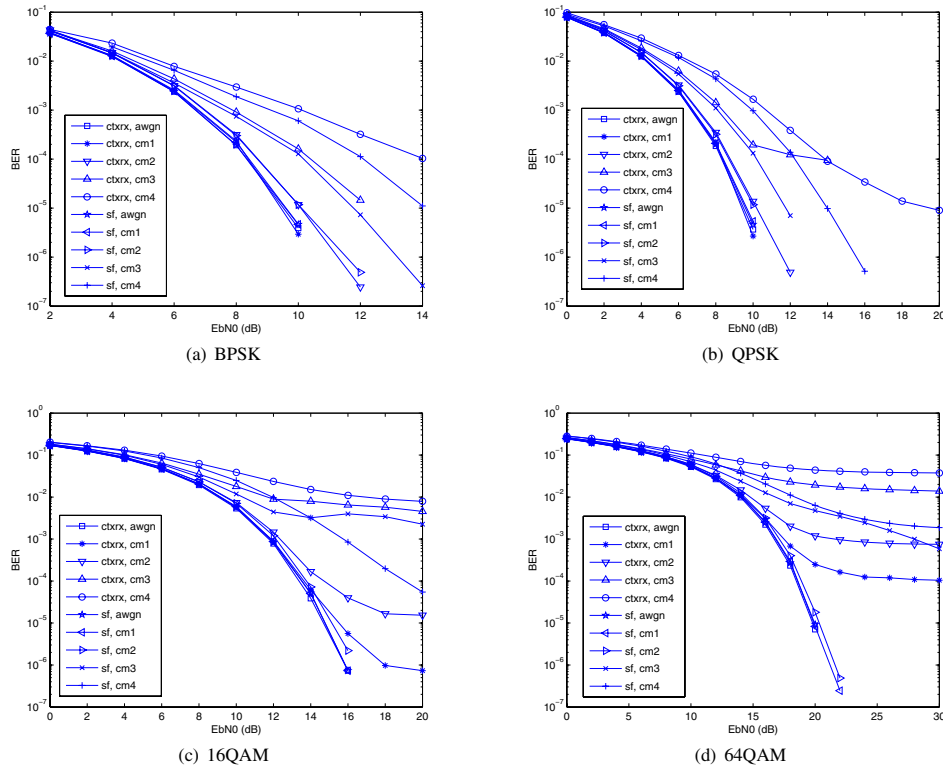 10⁻¹
10⁻²
10⁻³
10⁻⁴
10⁻⁵
10⁻⁶
10⁻⁷
BER
ctxrx, awgn
ctxrx, cm1
ctxrx, cm2
ctxrx, cm3
ctxrx, cm4
sf, awgn
sf, cm1
sf, cm2
sf, cm3
sf, cm4
2 4 6 8 10 12 14
EbN0 (dB)
(a) BPSK
10⁻¹
10⁻²
10⁻³
10⁻⁴
10⁻⁵
10⁻⁶
10⁻⁷
BER
ctxrx, awgn
ctxrx, cm1
ctxrx, cm2
ctxrx, cm3
ctxrx, cm4
sf, awgn
sf, cm1
sf, cm2
sf, cm3
sf, cm4
0 2 4 6 8 10 12 14 16 18 20
EbN0 (dB)
(b) QPSK
10⁰
10⁻¹
10⁻²
10⁻³
10⁻⁴
10⁻⁵
10⁻⁶
10⁻⁷
BER
ctxrx, awgn
ctxrx, cm1
ctxrx, cm2
ctxrx, cm3
ctxrx, cm4
sf, awgn
sf, cm1
sf, cm2
sf, cm3
sf, cm4
0 2 4 6 8 10 12 14 16 18 20
EbN0 (dB)
(c) 16QAM
10⁰
10⁻¹
10⁻²
10⁻³
10⁻⁴
10⁻⁵
10⁻⁶
10⁻⁷
BER
ctxrx, awgn
ctxrx, cm1
ctxrx, cm2
ctxrx, cm3
ctxrx, cm4
sf, awgn
sf, cm1
sf, cm2
sf, cm3
sf, cm4
0 5 10 15 20 25 30
EbN0 (dB)
(d) 64QAM